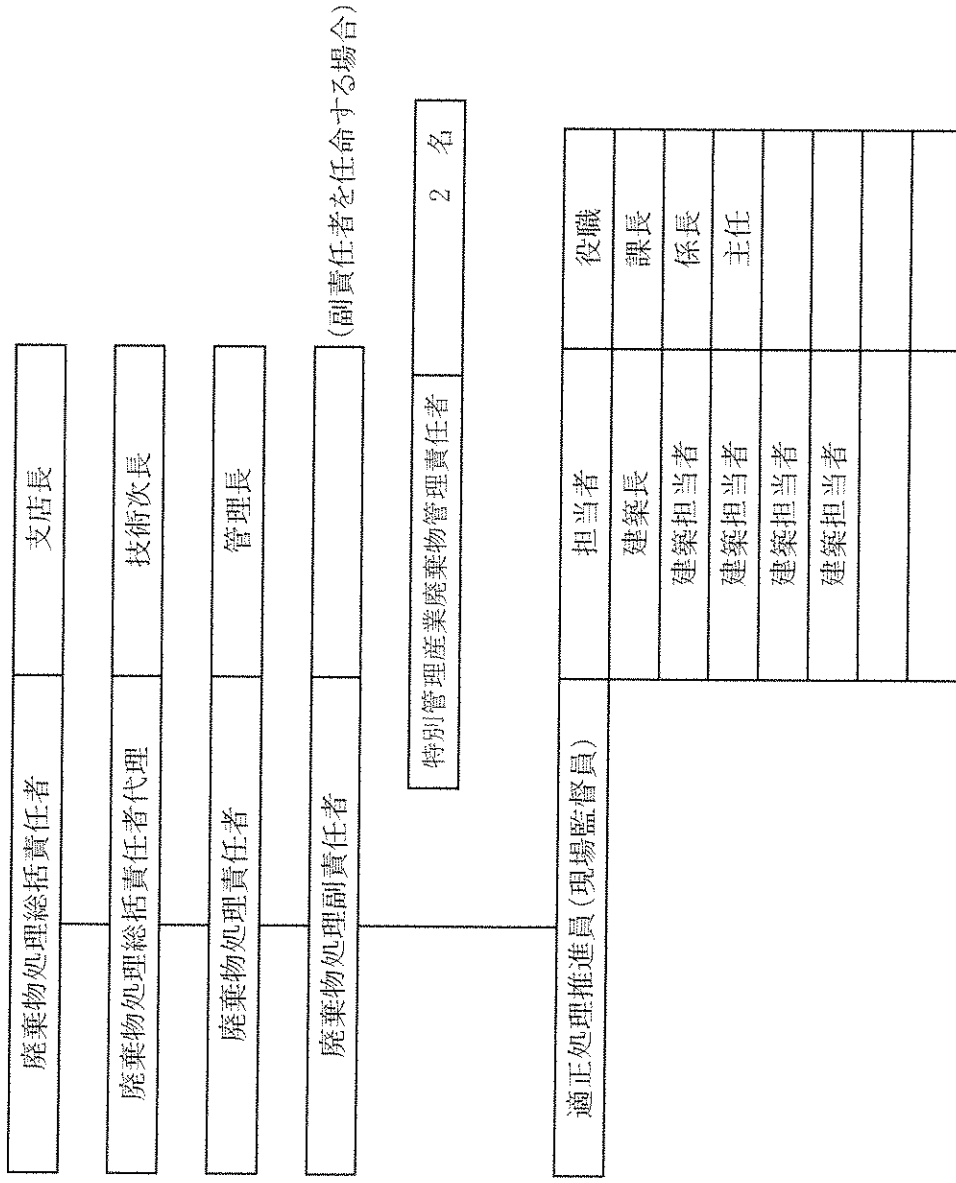 廃棄物処理総括責任者 支店長
廃棄物処理総括責任者代理 技術次長
廃棄物処理責任者 管理長
廃棄物処理副責任者 (副責任者を任命する場合)
特別管理産業廃棄物管理責任者 2 名
適正処理推進員(現場監督員) 担当者 役職
建築長 課長
建築担当者 係長
建築担当者 主任
建築担当者
建築担当者